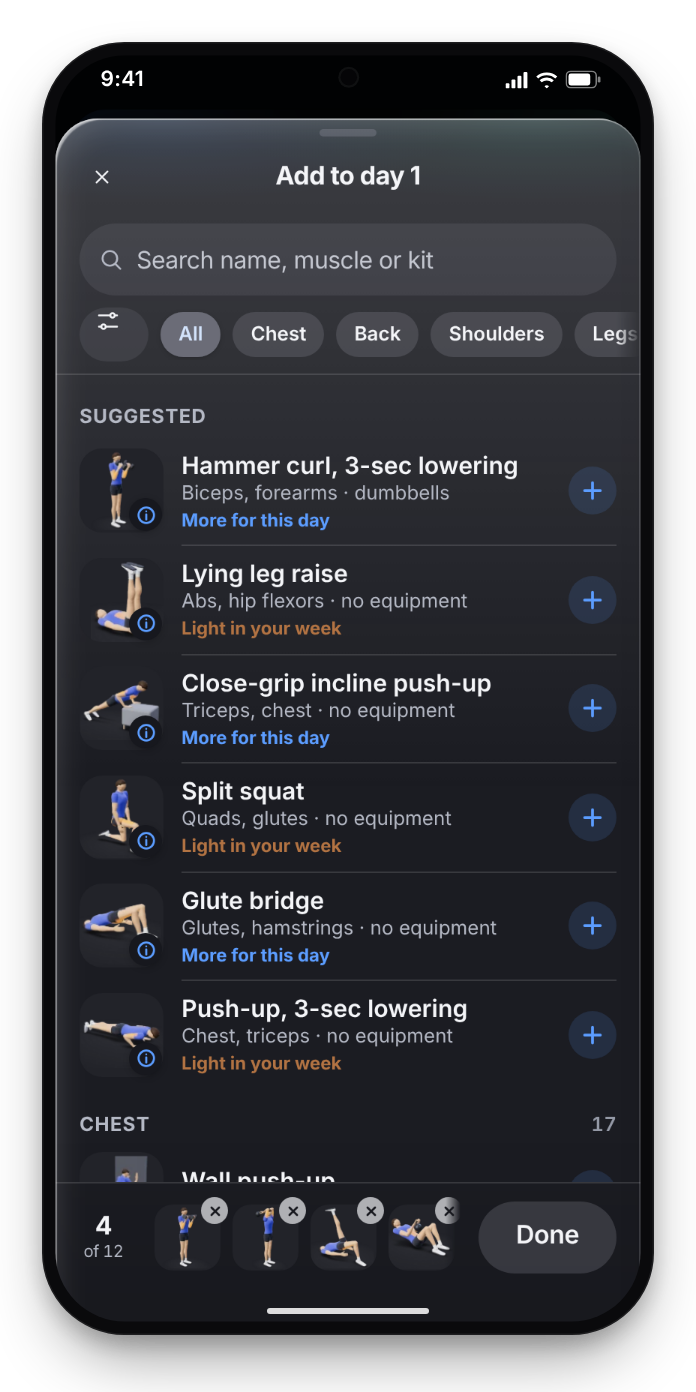 9:41
Add to day 1
Search name, muscle or kit
All Chest Back Shoulders Legs
SUGGESTED
Hammer curl, 3-sec lowering
Biceps, forearms · dumbbells
More for this day
Lying leg raise
Abs, hip flexors · no equipment
Light in your week
Close-grip incline push-up
Triceps, chest · no equipment
More for this day
Split squat
Quads, glutes · no equipment
Light in your week
Glute bridge
Glutes, hamstrings · no equipment
More for this day
Push-up, 3-sec lowering
Chest, triceps · no equipment
Light in your week
CHEST 17
Wall push-up
4
of 12
Done